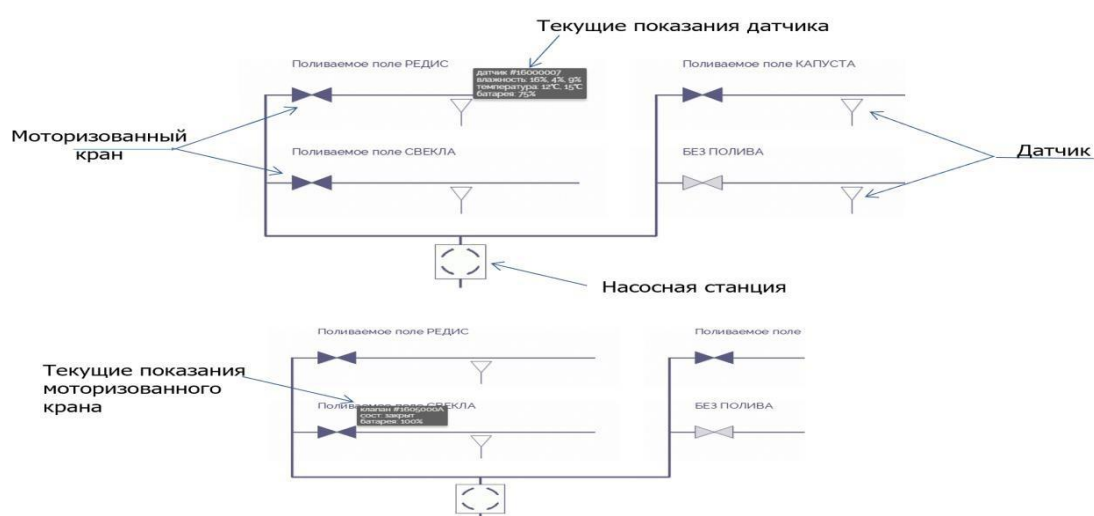 Текущие показания датчика
Поливаемое поле РЕДИС
Поливаемое поле КАПУСТА
датчик #16000007
влажность: 16%, 4%, 9%
температура: 12℃, 15℃
батарея: 75%
Моторизованный
кран
Поливаемое поле СВЕКЛА
БЕЗ ПОЛИВА
Датчик
Насосная станция
Поливаемое поле РЕДИС
Поливаемое поле
Текущие показания
моторизованного
крана
Поливаемое поле СВЕКЛА
клапан #1605000A
сост: закрыт
батарея: 100%
БЕЗ ПОЛИВА